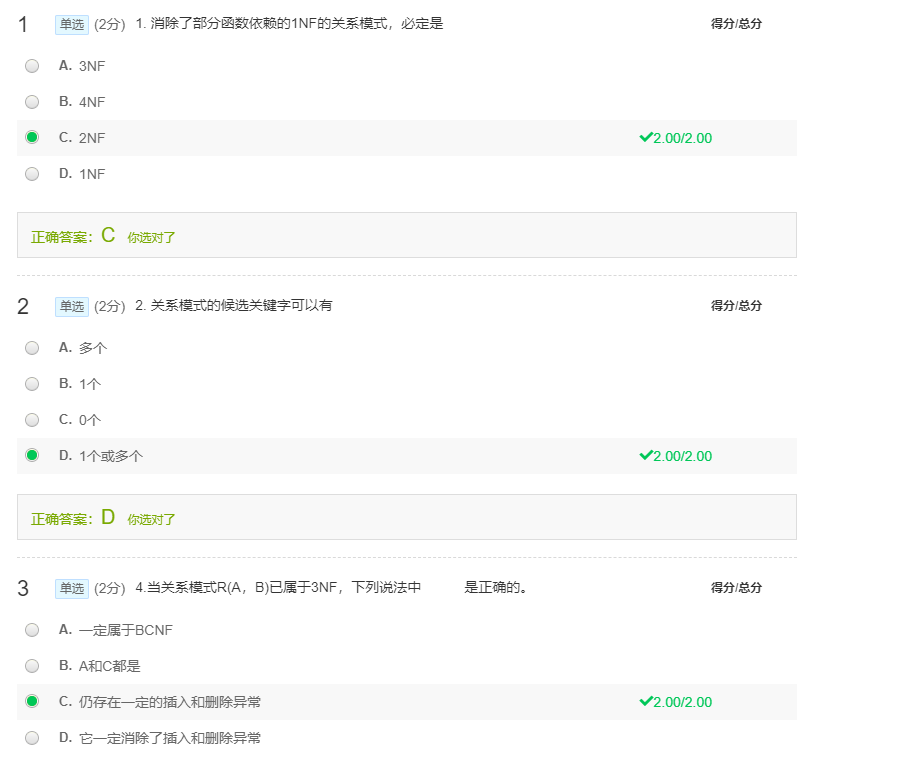 1 单选 (2分) 1. 消除了部分函数依赖的1NF的关系模式，必定是 得分/总分
A. 3NF
B. 4NF
C. 2NF 2.00/2.00
D. 1NF
正确答案：C 你选对了
2 单选 (2分) 2. 关系模式的候选关键字可以有 得分/总分
A. 多个
B. 1个
C. 0个
D. 1个或多个 2.00/2.00
正确答案：D 你选对了
3 单选 (2分) 4.当关系模式R(A，B)已属于3NF，下列说法中 是正确的。 得分/总分
A. 一定属于BCNF
B. A和C都是
C. 仍存在一定的插入和删除异常 2.00/2.00
D. 它一定消除了插入和删除异常